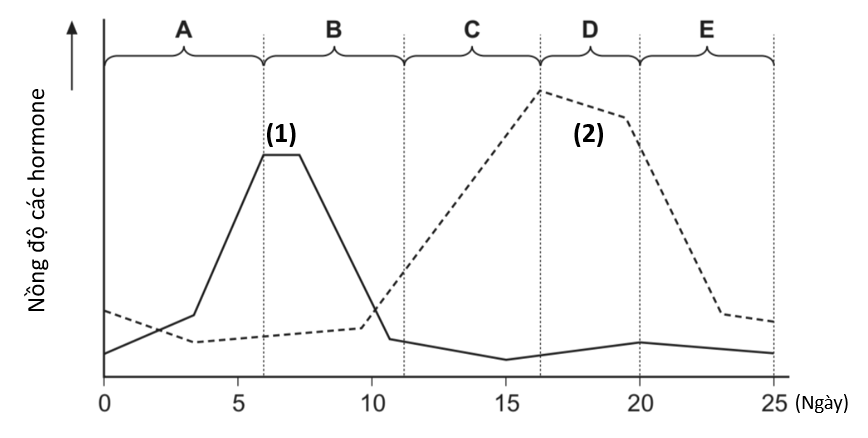 A B C D E
Nồng độ các hormone
(1) (2)
0 5 10 15 20 25 (Ngày)